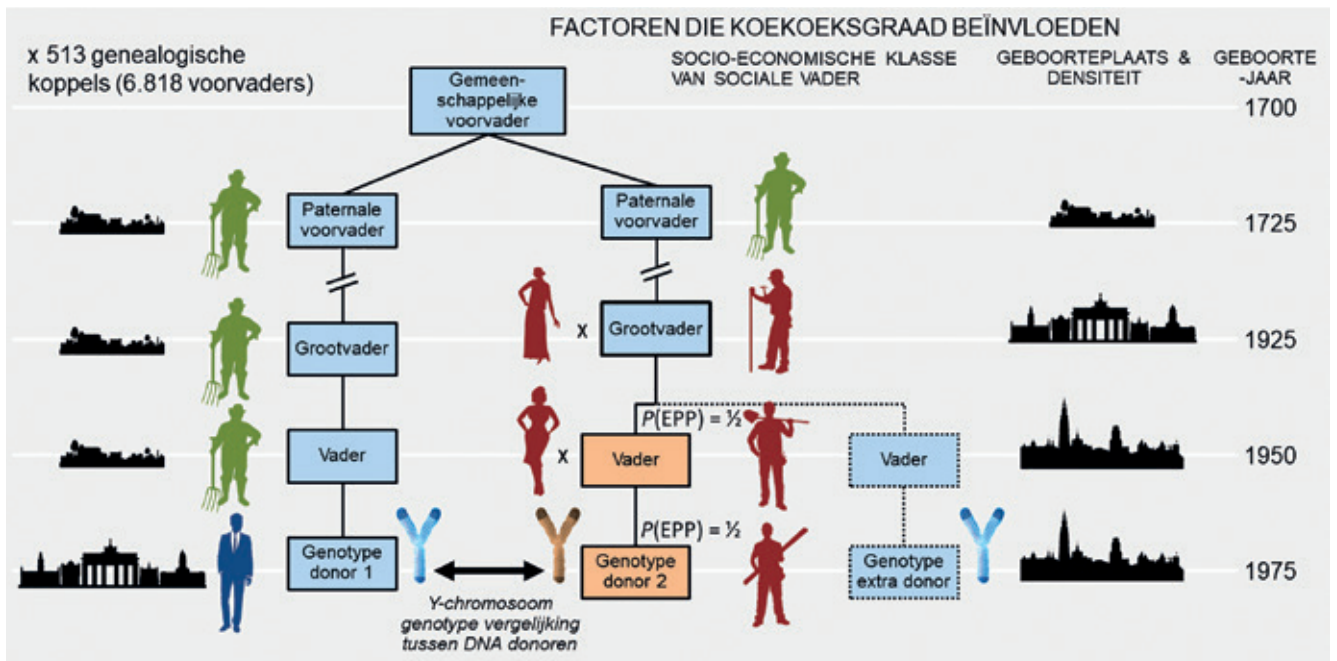 FACTOREN DIE KOEKOEKSGRAAD BEÏNVLOEDEN
x 513 genealogische
koppels (6.818 voorvaders)
SOCIO-ECONOMISCHE KLASSE
VAN SOCIALE VADER
GEBOORTEPLAATS &
DENSITEIT
GEBOORTE
-JAAR
Gemeen-
schappelijke
voorvader
1700
Paternale
voorvader
Paternale
voorvader
1725
Grootvader
x
Grootvader
1925
P(EPP) = ½
Vader
x
Vader
Vader
1950
P(EPP) = ½
Genotype
donor 1
Genotype
donor 2
Genotype
extra donor
1975
Y-chromosoom
genotype vergelijking
tussen DNA donoren